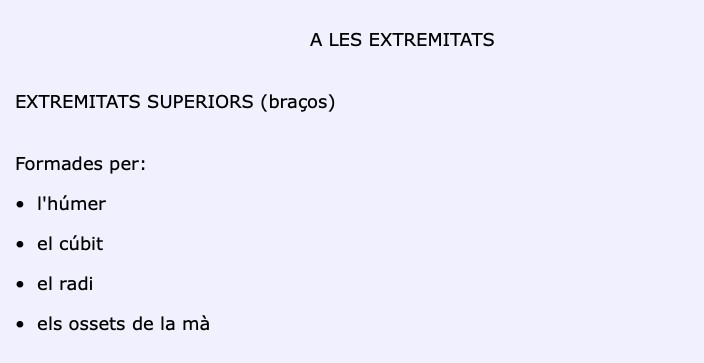 A LES EXTREMITATS
EXTREMITATS SUPERIORS (braços)
Formades per:
• l'húmer
• el cúbit
• el radi
• els ossets de la mà